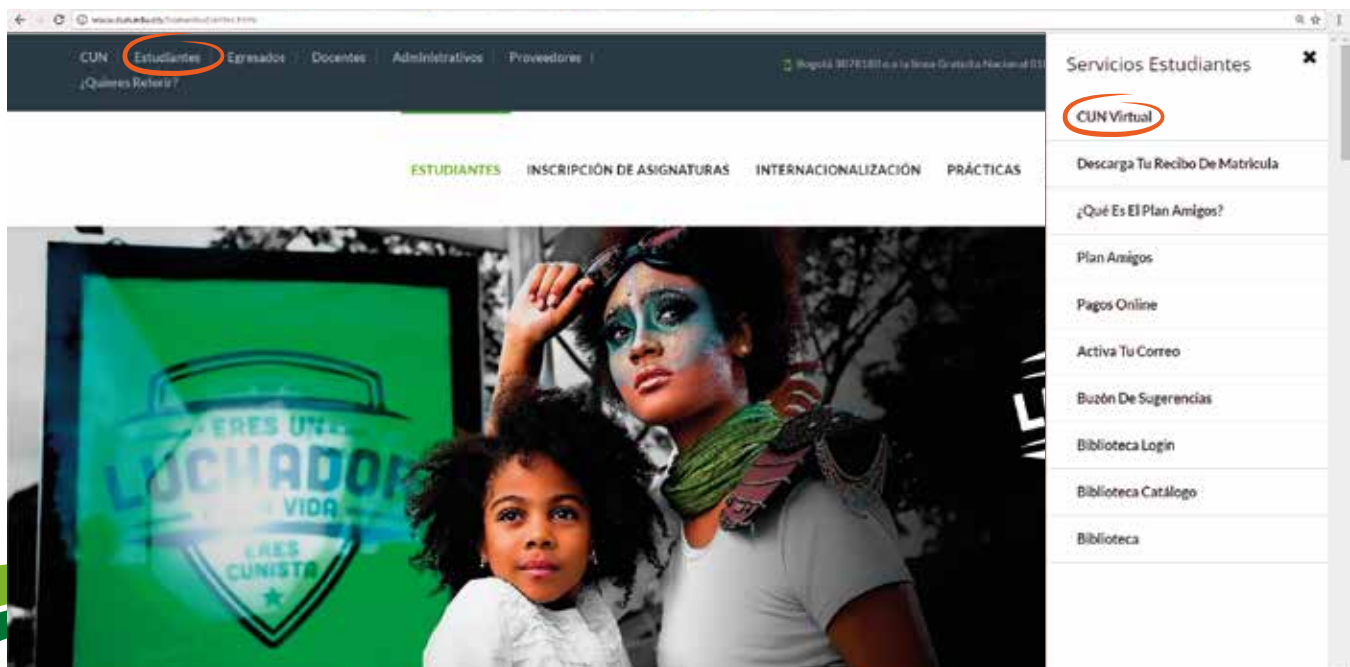 CUN Estudiantes Egresados Docentes Administrativos Proveedores
¿Quieres
Bogotá
Nacional
ESTUDIANTES INSCRIPCIÓN DE ASIGNATURAS INTERNACIONALIZACIÓN PRÁCTICAS
ERES UN
LUCHADOR
VIDA
ERES
CUNISTA
Servicios Estudiantes
CUN Virtual
Descarga Tu Recibo De Matricula
¿Qué Es El Plan Amigos?
Plan Amigos
Pagos Online
Activa Tu Correo
Buzón De Sugerencias
Biblioteca Login
Biblioteca Catálogo
Biblioteca